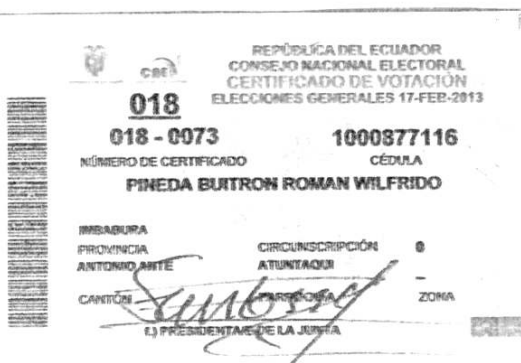 REPÚBLICA DEL ECUADOR
CNE
CONSEJO NACIONAL ELECTORAL
CERTIFICADO DE VOTACIÓN
ELECCIONES GENERALES 17-FEB-2013
018
018 - 0073 1000877116
NÚMERO DE CERTIFICADO CÉDULA
PINEDA BUITRON ROMAN WILFRIDO
IMBABURA
PROVINCIA CIRCUNSCRIPCIÓN 0
ANTONIO ANTE ATUNTAQUI
-
CANTÓN PARROQUIA ZONA
f.) PRESIDENTA/E DE LA JUNTA